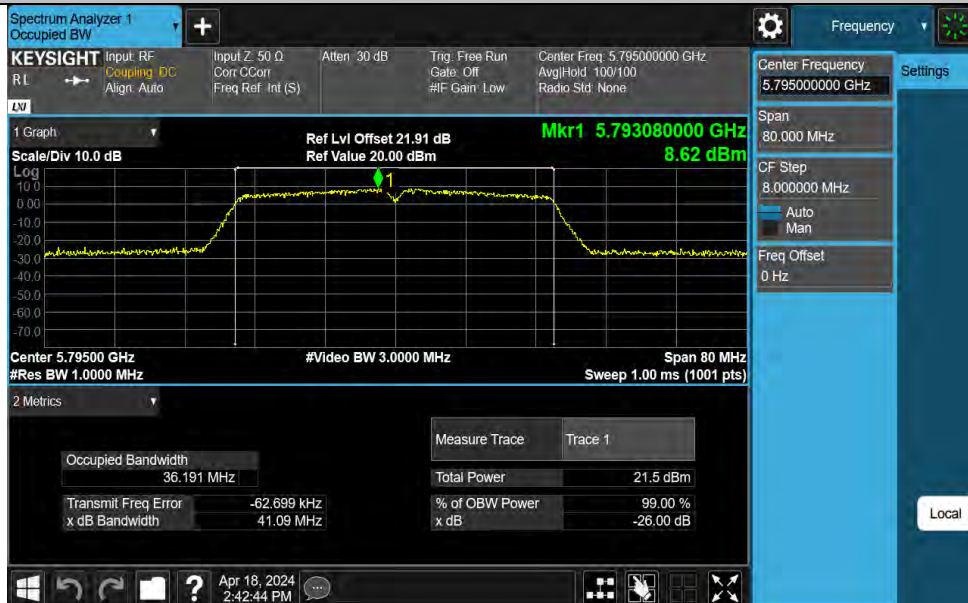 Spectrum Analyzer 1
Occupied BW
+
Frequency
KEYSIGHT
RL
LXI
Input: RF
Coupling: DC
Align: Auto
Input Z: 50 Ω
Corr CCorr
Freq Ref: Int (S)
Atten: 30 dB
Trig: Free Run
Gate: Off
#IF Gain: Low
Center Freq: 5.795000000 GHz
Avg|Hold: 100/100
Radio Std: None
Center Frequency
5.795000000 GHz
Settings
Span
80.000 MHz
CF Step
8.000000 MHz
Auto
Man
Freq Offset
0 Hz
1 Graph
Scale/Div 10.0 dB
Ref Lvl Offset 21.91 dB
Ref Value 20.00 dBm
Mkr1 5.793080000 GHz
8.62 dBm
Log
10.0
0.00
-10.0
-20.0
-30.0
-40.0
-50.0
-60.0
-70.0
1
Center 5.79500 GHz
#Video BW 3.0000 MHz
Span 80 MHz
#Res BW 1.0000 MHz
Sweep 1.00 ms (1001 pts)
2 Metrics
Measure Trace Trace 1
Occupied Bandwidth
36.191 MHz
Total Power 21.5 dBm
Transmit Freq Error -62.699 kHz
% of OBW Power 99.00 %
x dB Bandwidth 41.09 MHz
x dB -26.00 dB
Local
?
Apr 18, 2024
2:42:44 PM